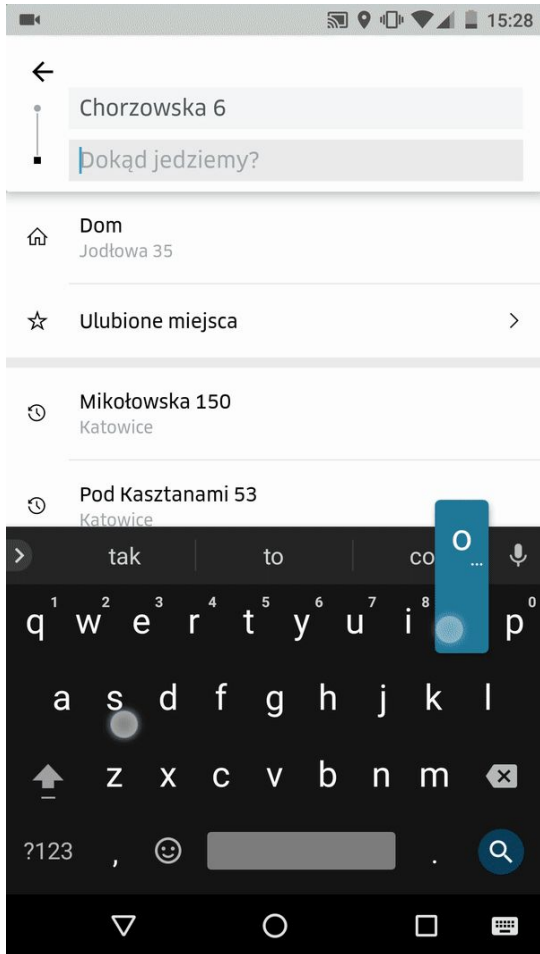 15:28
Chorzowska 6
Dokąd jedziemy?
Dom
Jodłowa 35
Ulubione miejsca
Mikołowska 150
Katowice
Pod Kasztanami 53
Katowice
tak to co
o
...
1 2 3 4 5 6 7 8 0
q w e r t y u i p
a s d f g h j k l
z x c v b n m
?123 , .